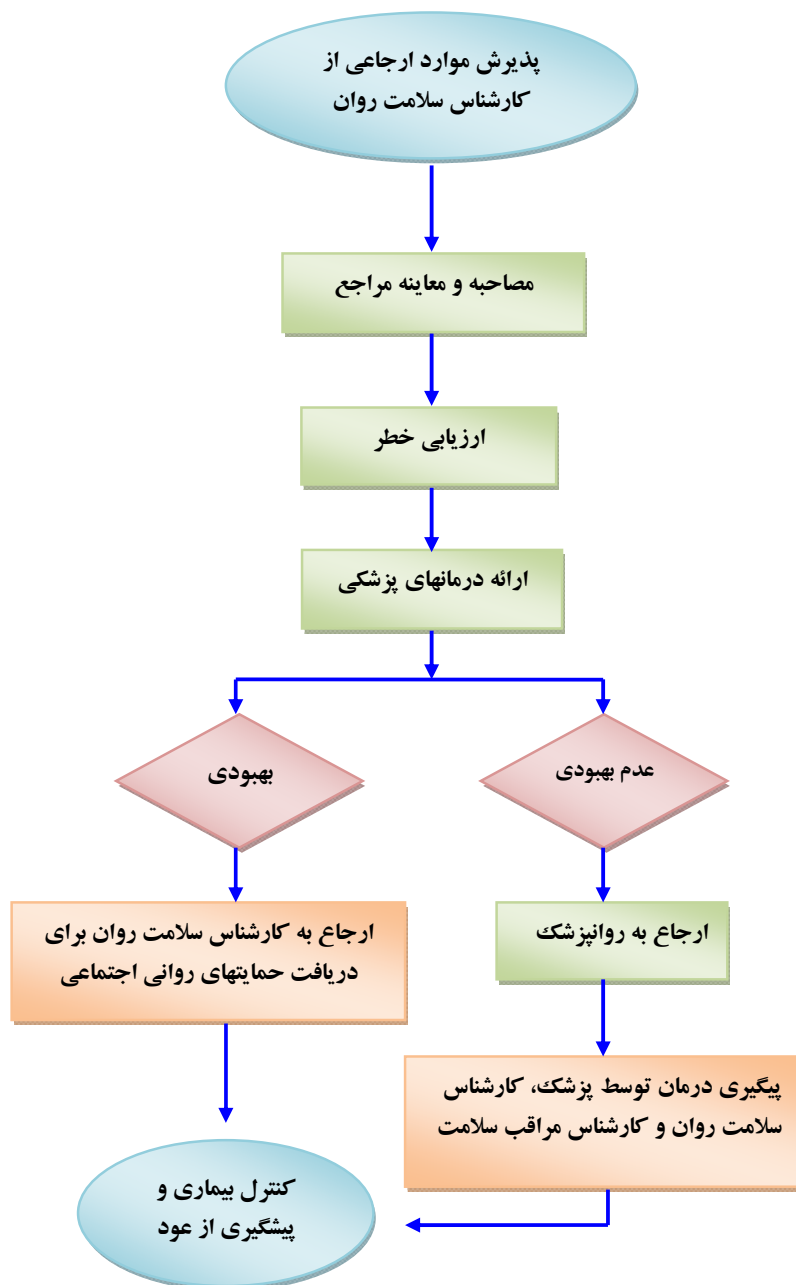 پذیرش موارد ارجاعی از
کارشناس سلامت روان
مصاحبه و معاینه مراجع
ارزیابی خطر
ارائه درمانهای پزشکی
عدم بهبودی
بهبودی
ارجاع به روانپزشک
ارجاع به کارشناس سلامت روان برای
دریافت حمایتهای روانی اجتماعی
پیگیری درمان توسط پزشک، کارشناس
سلامت روان و کارشناس مراقب سلامت
کنترل بیماری و
پیشگیری از عود